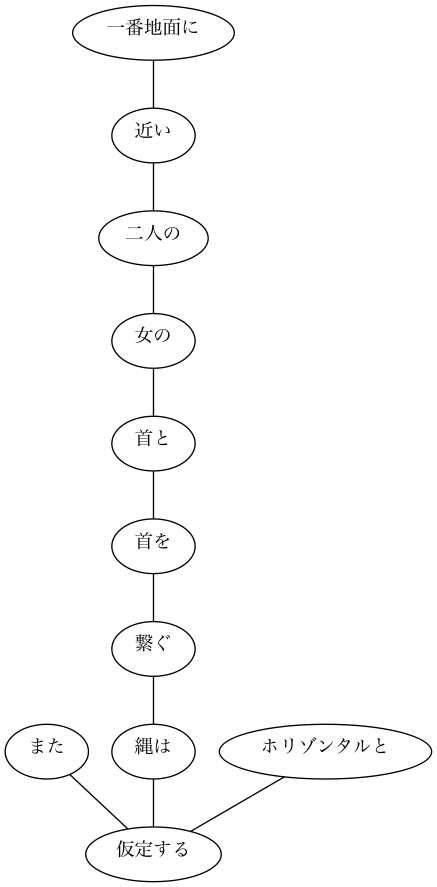 一番地面に
近い
二人の
女の
首と
首を
繋ぐ
また
縄は
ホリゾンタルと
仮定する